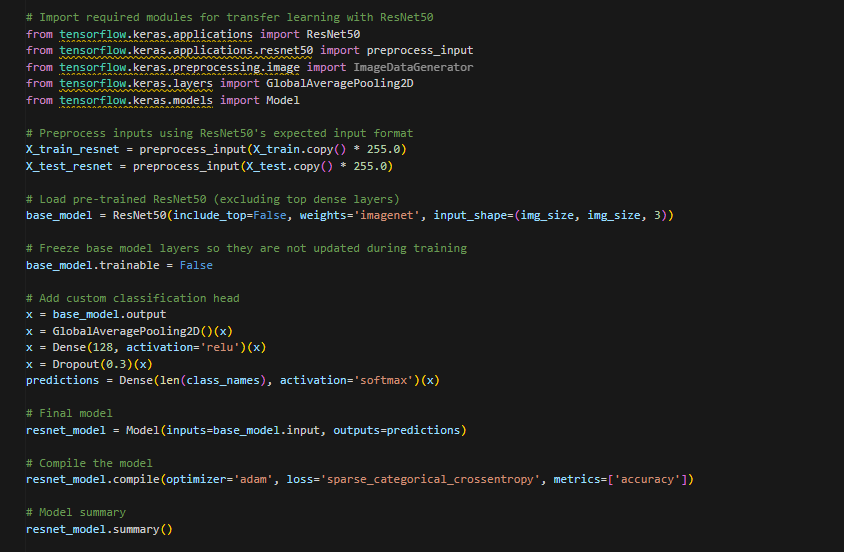 # Import required modules for transfer learning with ResNet50
from tensorflow.keras.applications import ResNet50
from tensorflow.keras.applications.resnet50 import preprocess_input
from tensorflow.keras.preprocessing.image import ImageDataGenerator
from tensorflow.keras.layers import GlobalAveragePooling2D
from tensorflow.keras.models import Model
# Preprocess inputs using ResNet50's expected input format
X_train_resnet = preprocess_input(X_train.copy() * 255.0)
X_test_resnet = preprocess_input(X_test.copy() * 255.0)
# Load pre-trained ResNet50 (excluding top dense layers)
base_model = ResNet50(include_top=False, weights='imagenet', input_shape=(img_size, img_size, 3))
# Freeze base model layers so they are not updated during training
base_model.trainable = False
# Add custom classification head
x = base_model.output
x = GlobalAveragePooling2D()(x)
x = Dense(128, activation='relu')(x)
x = Dropout(0.3)(x)
predictions = Dense(len(class_names), activation='softmax')(x)
# Final model
resnet_model = Model(inputs=base_model.input, outputs=predictions)
# Compile the model
resnet_model.compile(optimizer='adam', loss='sparse_categorical_crossentropy', metrics=['accuracy'])
# Model summary
resnet_model.summary()